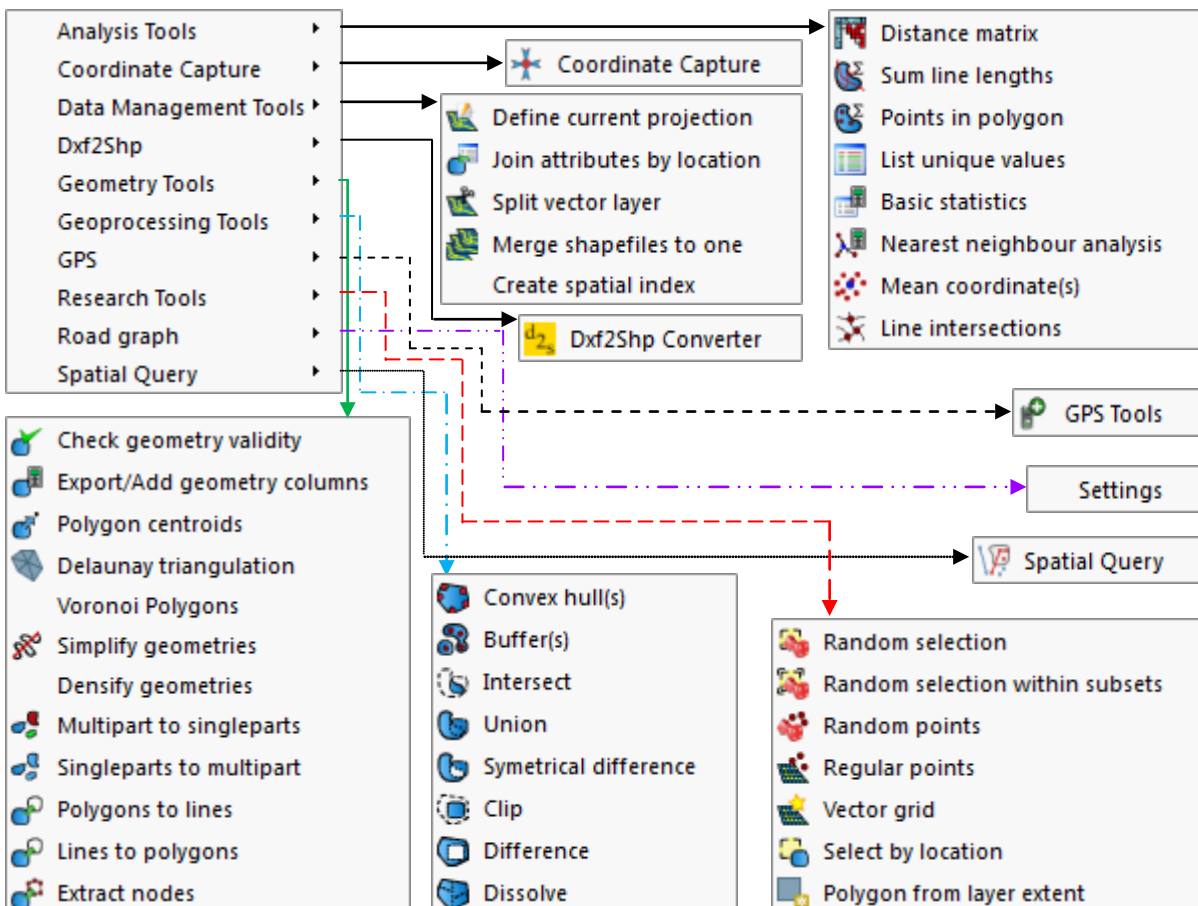 Analysis Tools
Coordinate Capture
Data Management Tools
Dxf2Shp
Geometry Tools
Geoprocessing Tools
GPS
Research Tools
Road graph
Spatial Query
Coordinate Capture
Define current projection
Join attributes by location
Split vector layer
Merge shapefiles to one
Create spatial index
d2s Dxf2Shp Converter
Distance matrix
Sum line lengths
Points in polygon
List unique values
Basic statistics
Nearest neighbour analysis
Mean coordinate(s)
Line intersections
GPS Tools
Settings
Spatial Query
Check geometry validity
Export/Add geometry columns
Polygon centroids
Delaunay triangulation
Voronoi Polygons
Simplify geometries
Densify geometries
Multipart to singleparts
Singleparts to multipart
Polygons to lines
Lines to polygons
Extract nodes
Convex hull(s)
Buffer(s)
Intersect
Union
Symetrical difference
Clip
Difference
Dissolve
Random selection
Random selection within subsets
Random points
Regular points
Vector grid
Select by location
Polygon from layer extent